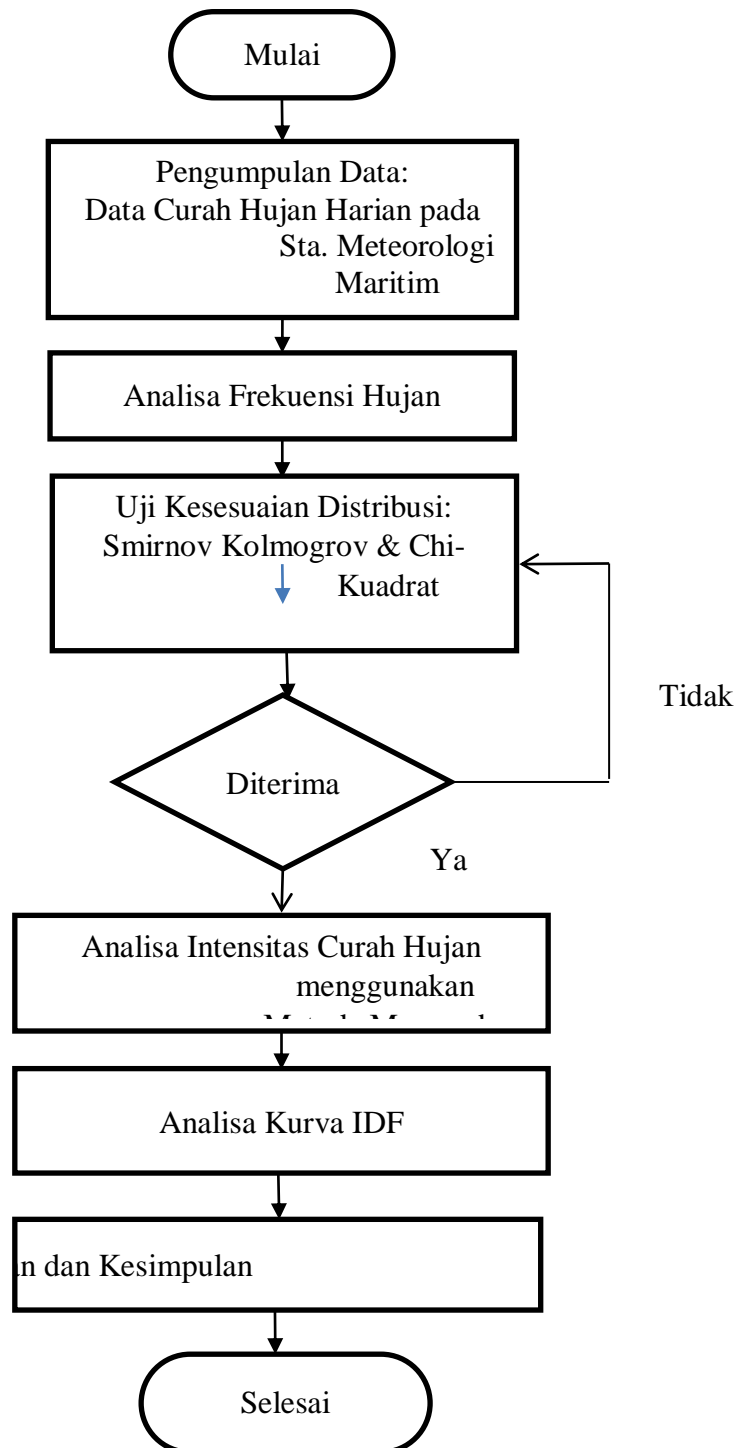 Mulai
Pengumpulan Data:
Data Curah Hujan Harian pada
Sta. Meteorologi
Maritim
Analisa Frekuensi Hujan
Uji Kesesuaian Distribusi:
Smirnov Kolmogrov & Chi-
Kuadrat
Tidak
Diterima
Ya
Analisa Intensitas Curah Hujan
menggunakan
Analisa Kurva IDF
dan Kesimpulan
Selesai